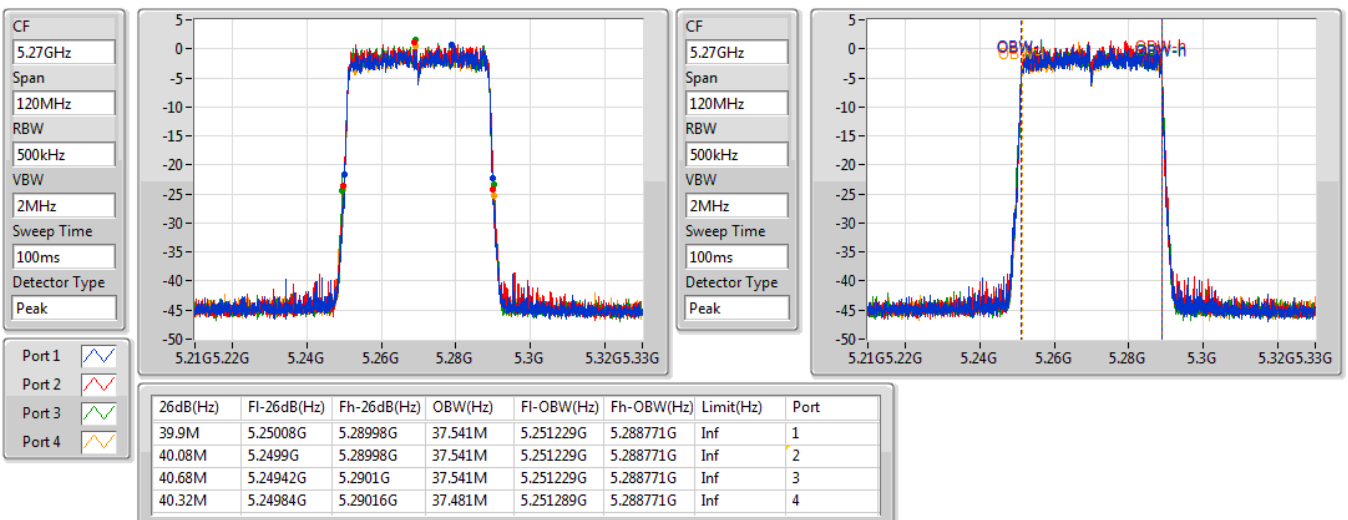 CF
5.27GHz
Span
120MHz
RBW
500kHz
VBW
2MHz
Sweep Time
100ms
Detector Type
Peak
5
0
-5
-10
-15
-20
-25
-30
-35
-40
-45
-50
5.21G5.22G 5.24G 5.26G 5.28G 5.3G 5.32G5.33G
CF
5.27GHz
Span
120MHz
RBW
500kHz
VBW
2MHz
Sweep Time
100ms
Detector Type
Peak
5
0
-5
-10
-15
-20
-25
-30
-35
-40
-45
-50
OBW-l OBW-h
5.21G5.22G 5.24G 5.26G 5.28G 5.3G 5.32G5.33G
Port 1
Port 2
Port 3
Port 4
26dB(Hz) Fl-26dB(Hz) Fh-26dB(Hz) OBW(Hz) Fl-OBW(Hz) Fh-OBW(Hz) Limit(Hz) Port
39.9M 5.25008G 5.28998G 37.541M 5.251229G 5.288771G Inf 1
40.08M 5.2499G 5.28998G 37.541M 5.251229G 5.288771G Inf 2
40.68M 5.24942G 5.2901G 37.541M 5.251229G 5.288771G Inf 3
40.32M 5.24984G 5.29016G 37.481M 5.251289G 5.288771G Inf 4